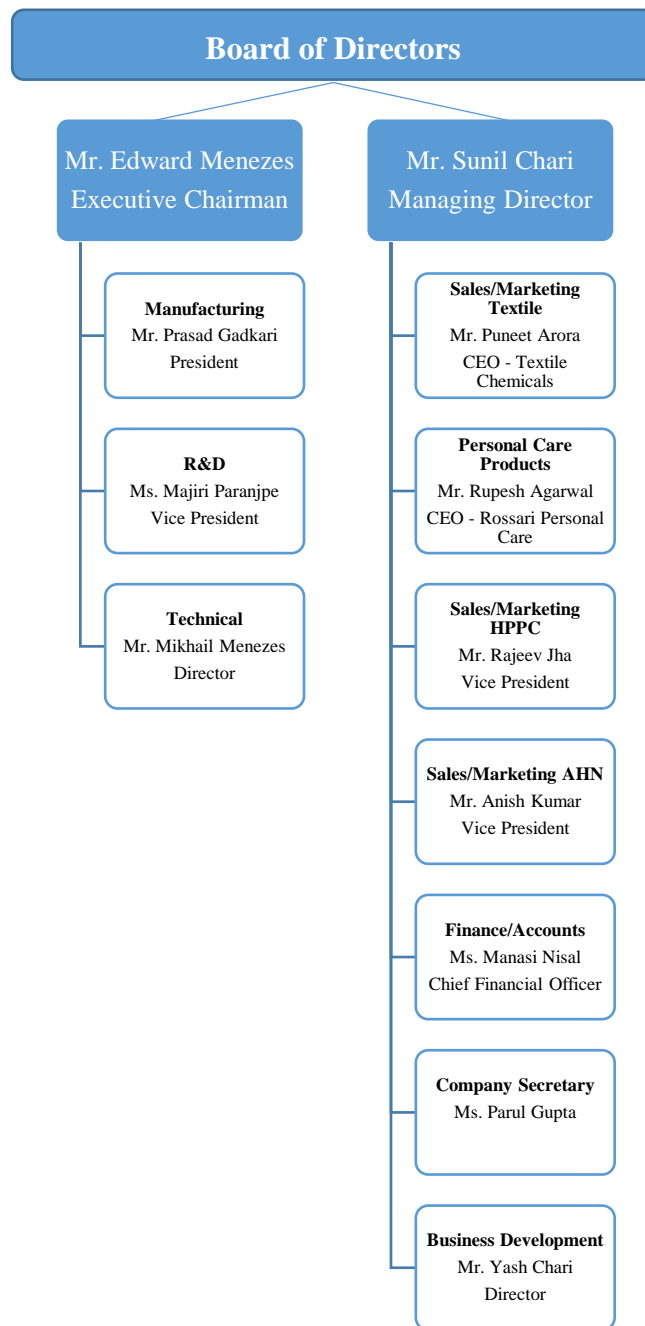 Board of Directors
Mr. Edward Menezes
Executive Chairman
Manufacturing
Mr. Prasad Gadkari
President
R&D
Ms. Majiri Paranjpe
Vice President
Technical
Mr. Mikhail Menezes
Director
Mr. Sunil Chari
Managing Director
Sales/Marketing
Textile
Mr. Puneet Arora
CEO - Textile
Chemicals
Personal Care
Products
Mr. Rupesh Agarwal
CEO - Rossari Personal
Care
Sales/Marketing
HPPC
Mr. Rajeev Jha
Vice President
Sales/Marketing AHN
Mr. Anish Kumar
Vice President
Finance/Accounts
Ms. Manasi Nisal
Chief Financial Officer
Company Secretary
Ms. Parul Gupta
Business Development
Mr. Yash Chari
Director